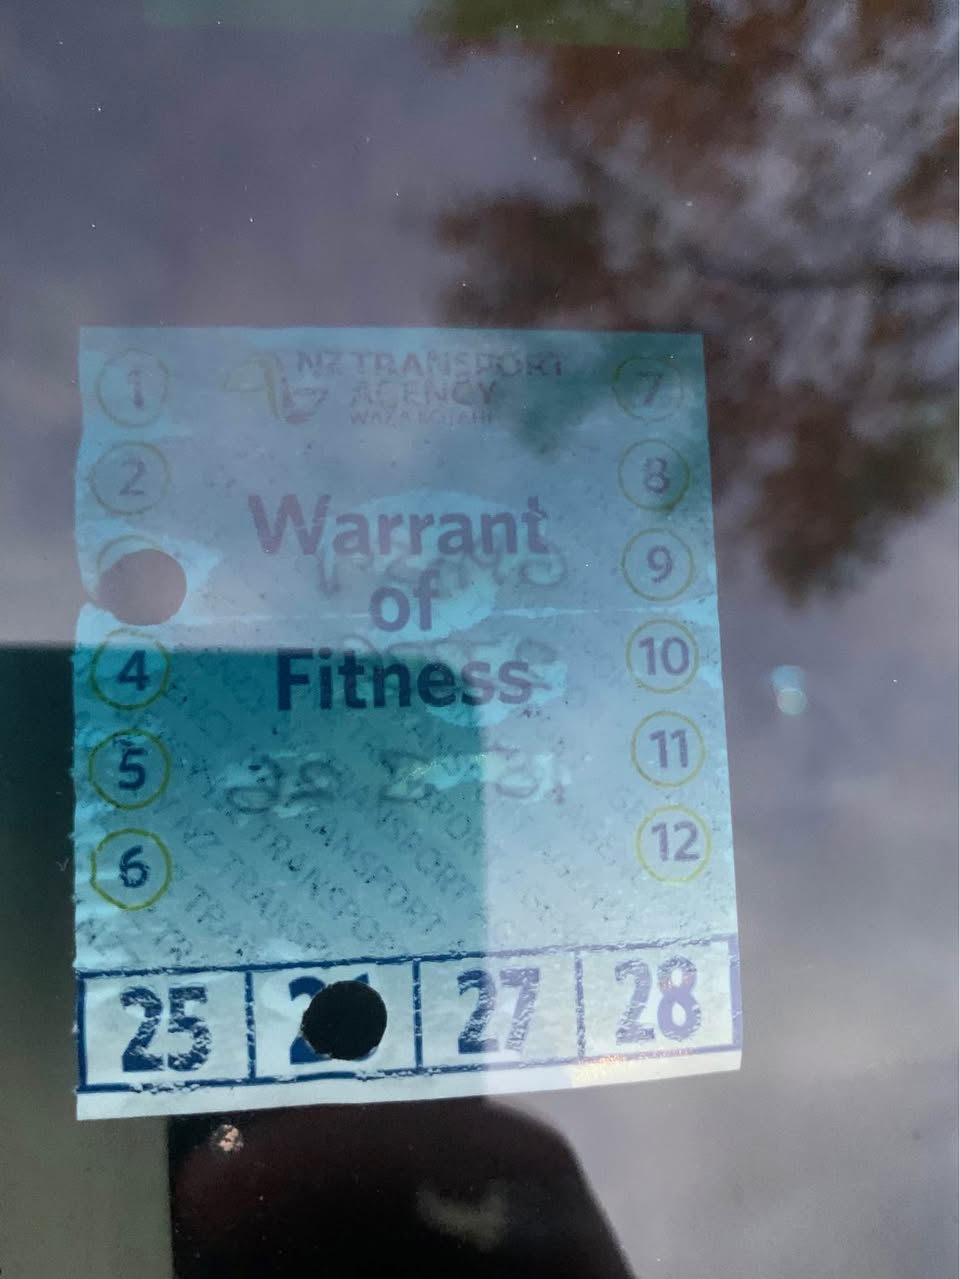 1
NZ TRANSPORT
AGENCY
WAKA KOTAHI
7
2
8
Warrant
of
Fitness
9
4
10
5
11
6
12
25
27
28